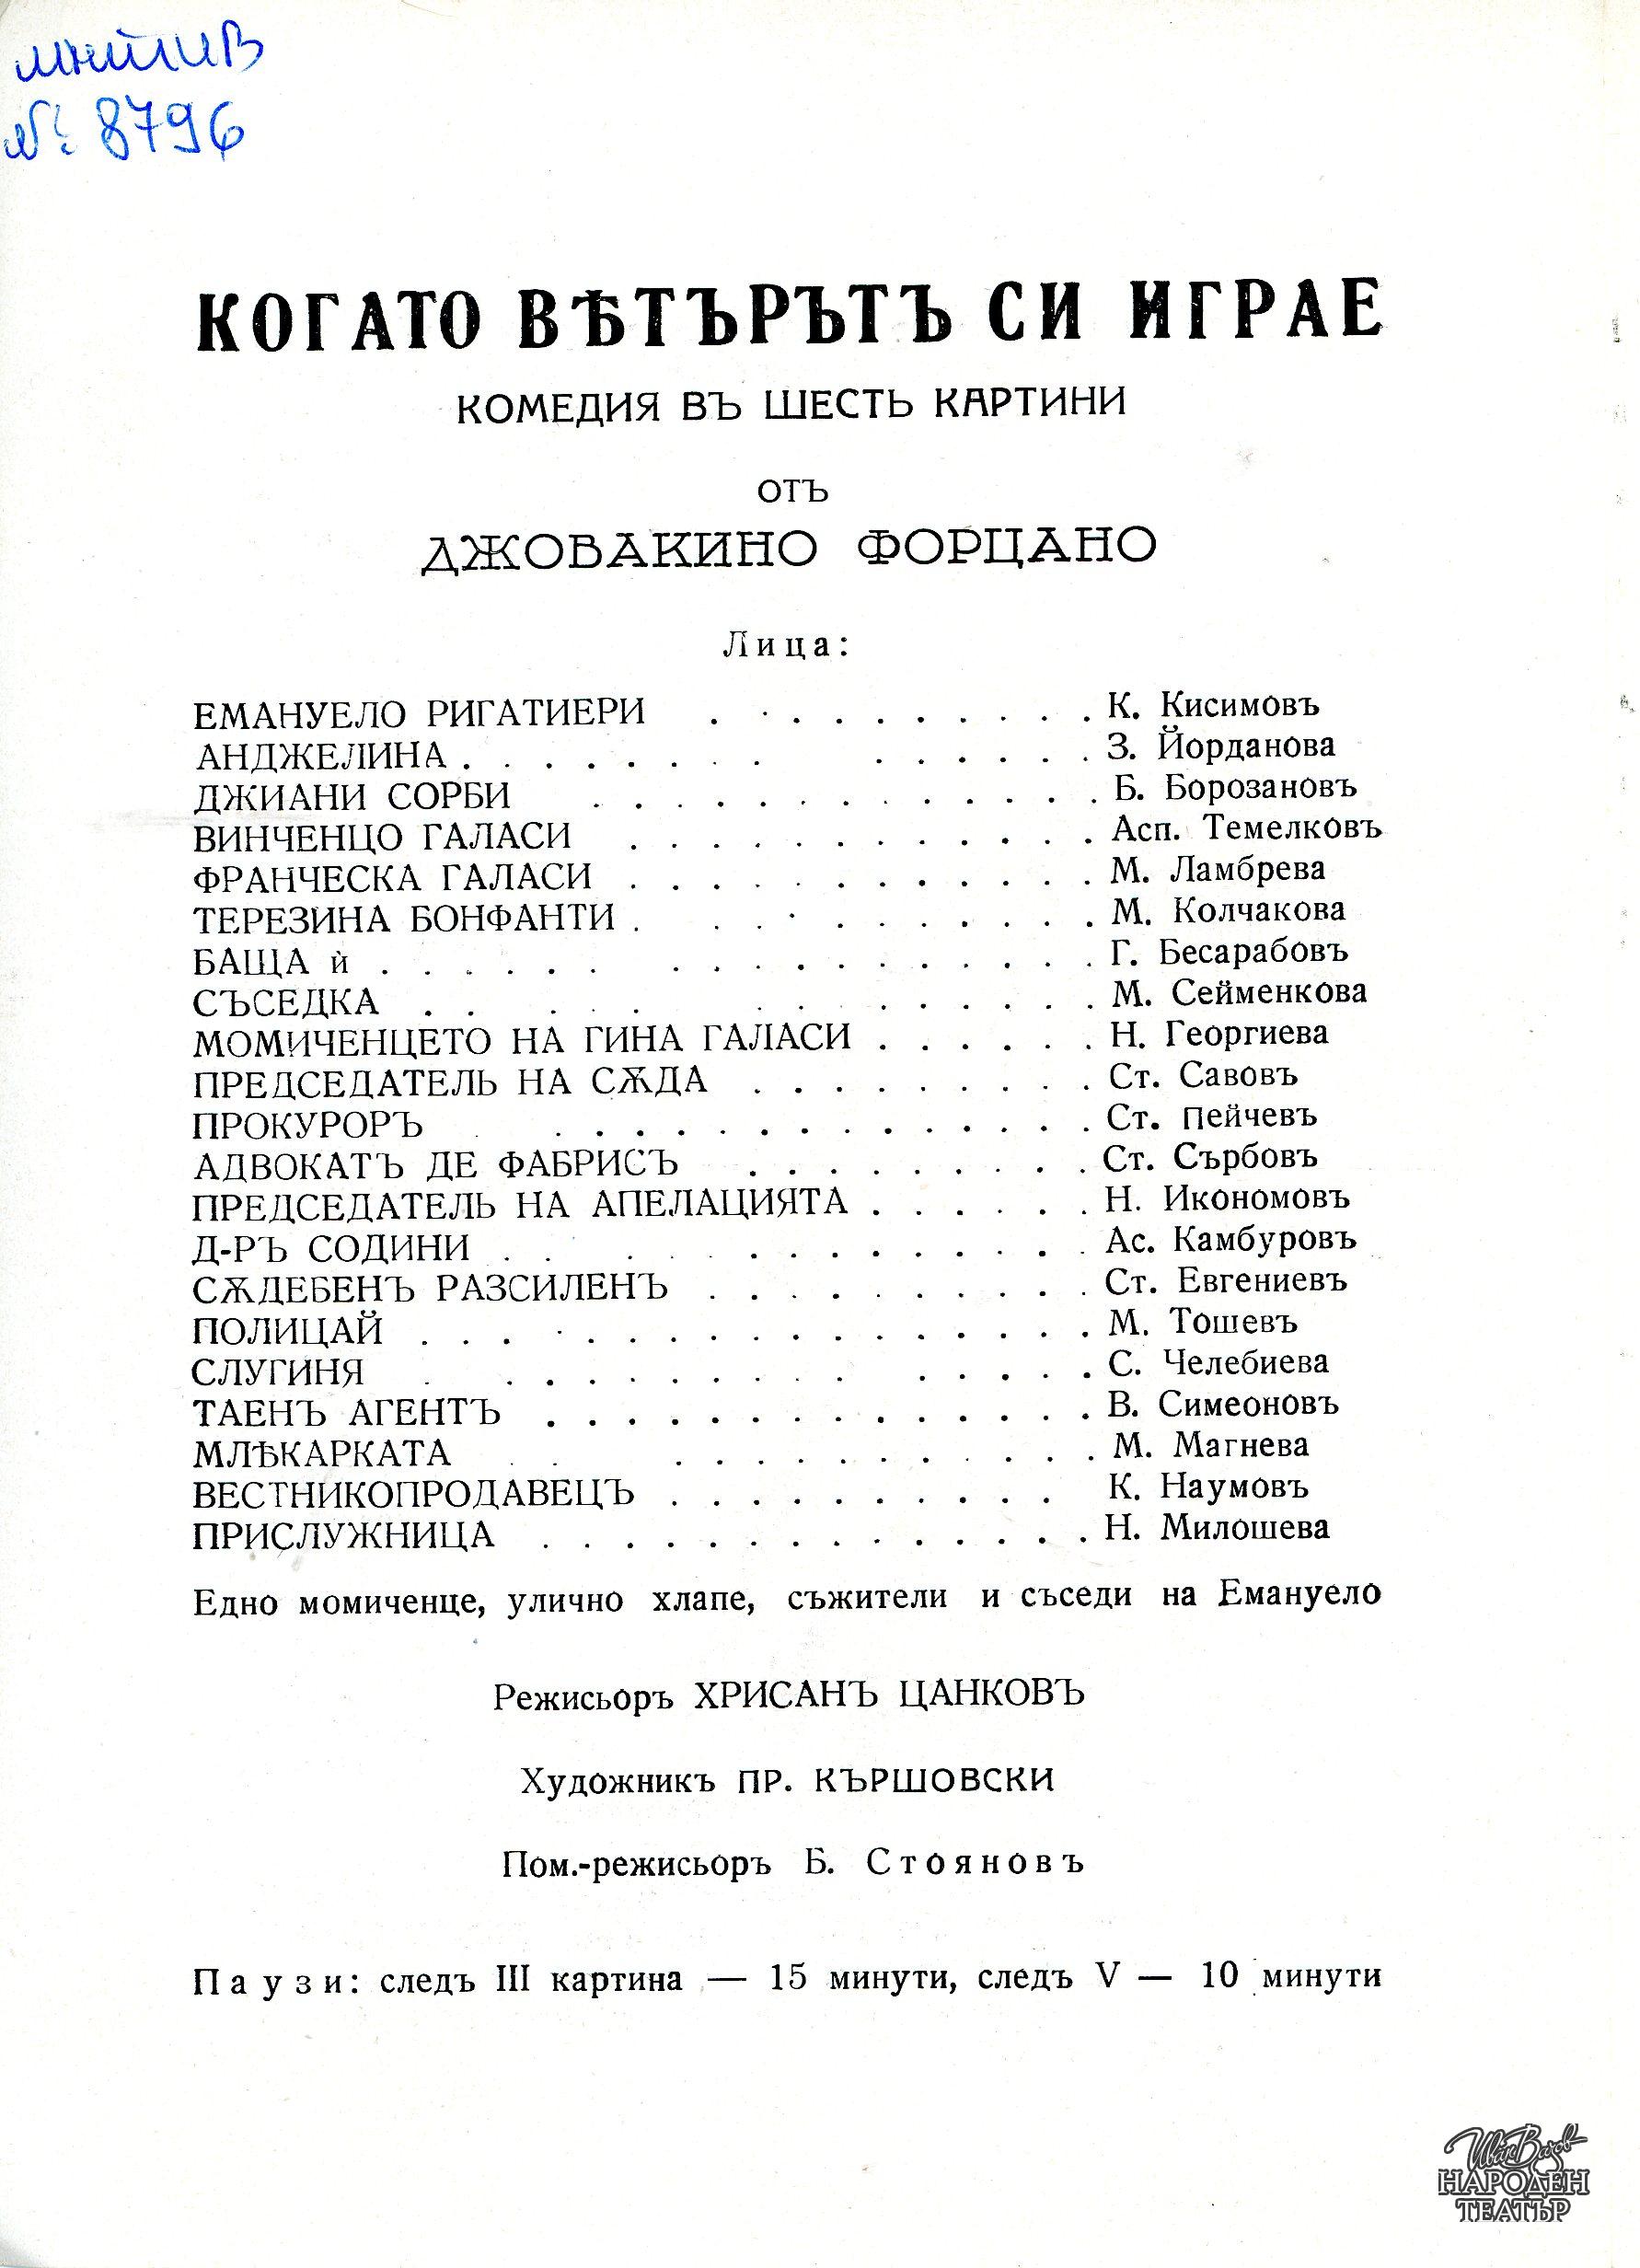 № 8796
КОГАТО ВѢТЪРЪТЪ СИ ИГРАЕ
КОМЕДИЯ ВЪ ШЕСТЬ КАРТИНИ
ОТЪ
ДЖОВАКИНО ФОРЦАНО
Лица:
ЕМАНУЕЛО РИГАТИЕРИ . . . . . . . . . . К. Кисимовъ
АНДЖЕЛИНА . . . . . . . . . . . . . З. Йорданова
ДЖИАНИ СОРБИ . . . . . . . . . . . . . Б. Борозановъ
ВИНЧЕНЦО ГАЛАСИ . . . . . . . . . . . . Асп. Темелковъ
ФРАНЧЕСКА ГАЛАСИ . . . . . . . . . . . . М. Ламбрева
ТЕРЕЗИНА БОНФАНТИ . . . . . . . . . . . М. Колчакова
БАЩА ѝ . . . . . . . . . . . . . . . . . Г. Бесарабовъ
СЪСЕДКА . . . . . . . . . . . . . М. Сейменкова
МОМИЧЕНЦЕТО НА ГИНА ГАЛАСИ . . . . . . Н. Георгиева
ПРЕДСЕДАТЕЛЬ НА СѪДА . . . . . . . . . Ст. Савовъ
ПРОКУРОРЪ . . . . . . . . . . . . . . Ст. Пейчевъ
АДВОКАТЪ ДЕ ФАБРИСЪ . . . . . . . . . Ст. Сърбовъ
ПРЕДСЕДАТЕЛЬ НА АПЕЛАЦИЯТА . . . . . . Н. Икономовъ
Д-РЪ СОДИНИ . . . . . . . . . . . . Ас. Камбуровъ
СѪДЕБЕНЪ РАЗСИЛЕНЪ . . . . . . . . . . Ст. Евгениевъ
ПОЛИЦАЙ . . . . . . . . . . . . . . . . . М. Тошевъ
СЛУГИНЯ . . . . . . . . . . . . . . . С. Челебиева
ТАЕНЪ АГЕНТЪ . . . . . . . . . . . . . . В. Симеоновъ
МЛѢКАРКАТА . . . . . . . . . . . . . М. Магнева
ВЕСТНИКОПРОДАВЕЦЪ . . . . . . . . . . К. Наумовъ
ПРИСЛУЖНИЦА . . . . . . . . . . . . . . Н. Милошева
Едно момиченце, улично хлапе, съжители и съседи на Емануело
Режисьоръ ХРИСАНЪ ЦАНКОВЪ
Художникъ ПР. КЪРШОВСКИ
Пом.-режисьоръ Б. Стояновъ
Паузи: следъ III картина — 15 минути, следъ V — 10 минути
Иван Вазов
НАРОДЕН
ТЕАТЪР